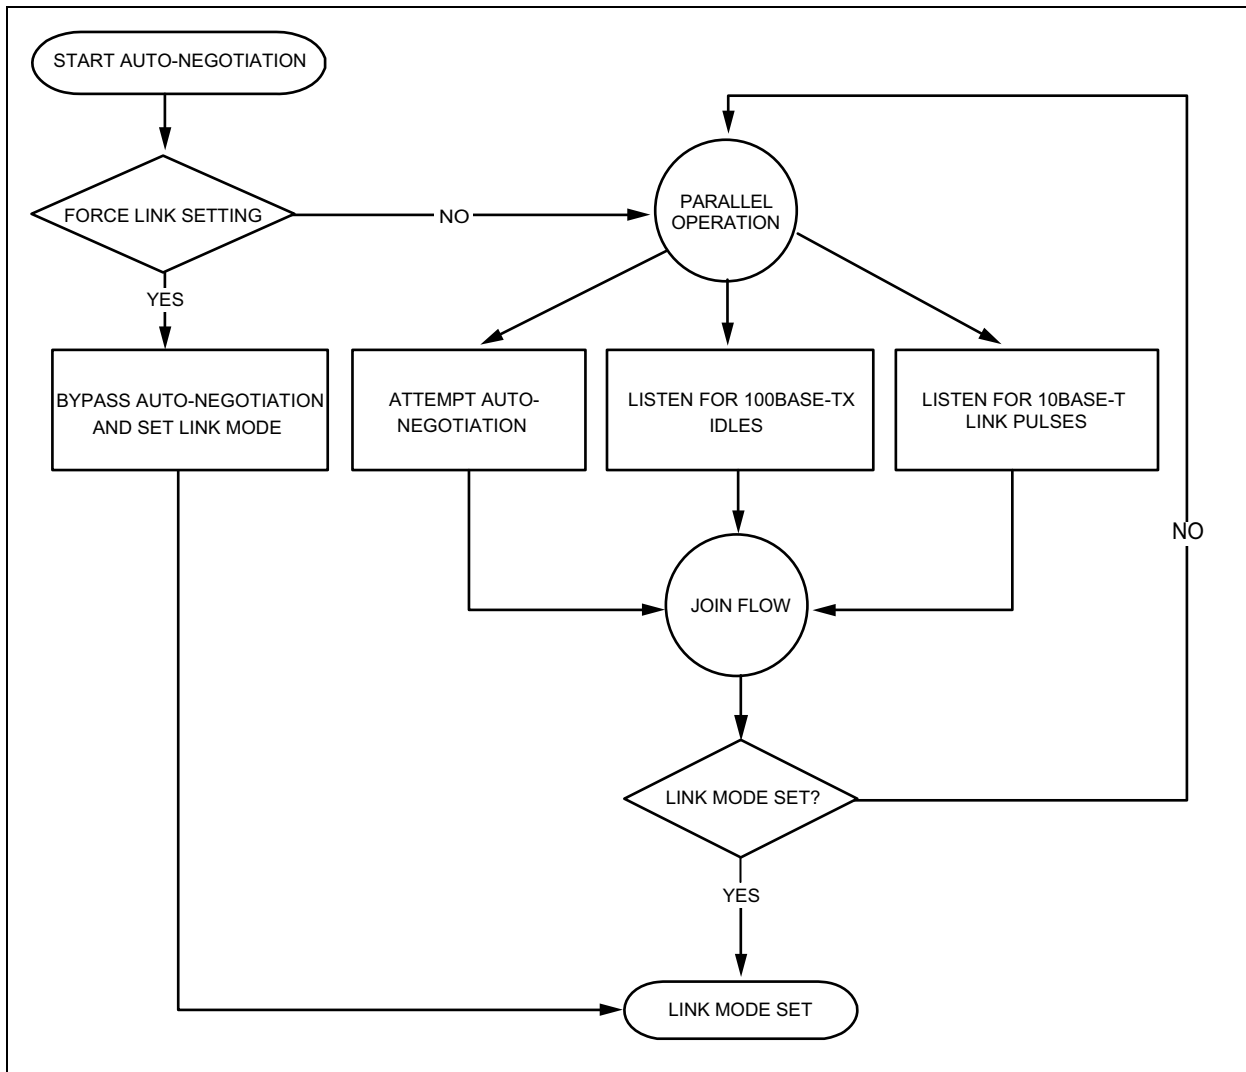 START AUTO-NEGOTIATION
FORCE LINK SETTING
NO
PARALLEL
OPERATION
YES
BYPASS AUTO-NEGOTIATION
AND SET LINK MODE
ATTEMPT AUTO-
NEGOTIATION
LISTEN FOR 100BASE-TX
IDLES
LISTEN FOR 10BASE-T
LINK PULSES
NO
JOIN FLOW
LINK MODE SET?
YES
LINK MODE SET